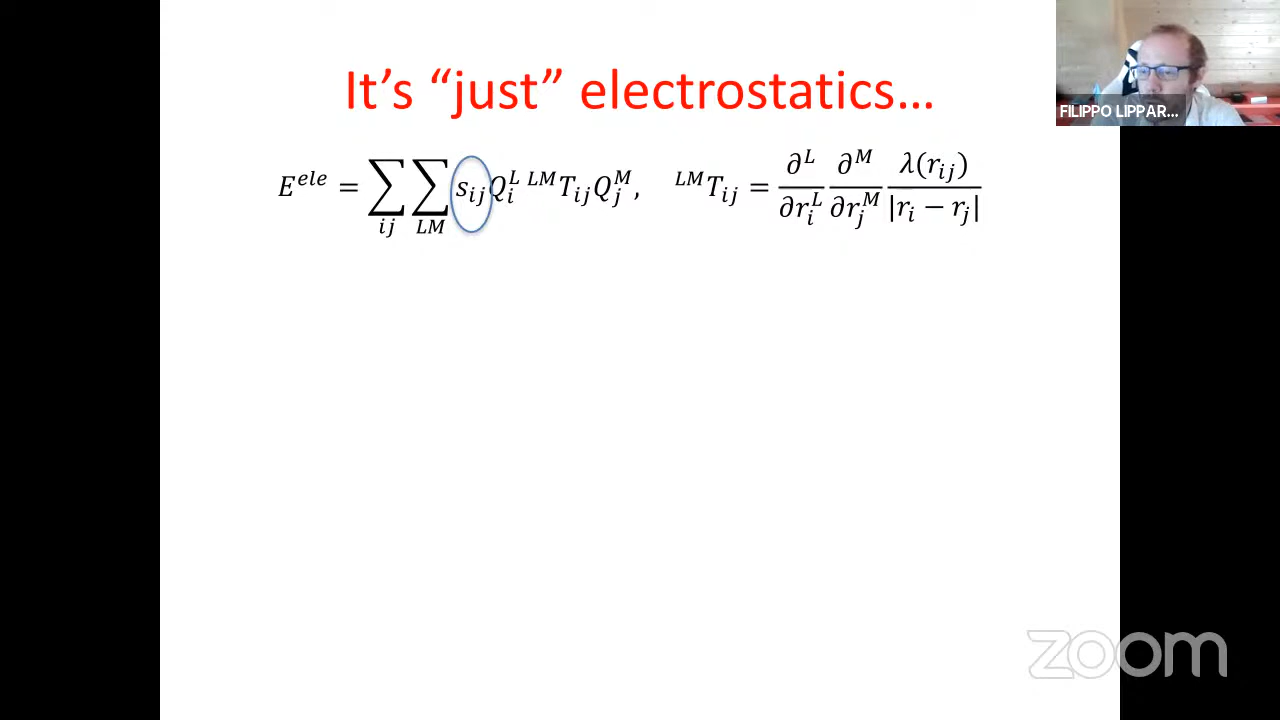 It's “just” electrostatics…
FILIPPO LIPPAR...
$E^{ele} = \sum_{ij} \sum_{LM} s_{ij} Q_i^L {}^{LM}T_{ij} Q_j^M, \quad {}^{LM}T_{ij} = \frac{\partial^L}{\partial r_i^L} \frac{\partial^M}{\partial r_j^M} \frac{\lambda(r_{ij})}{|r_i - r_j|}$
zoom